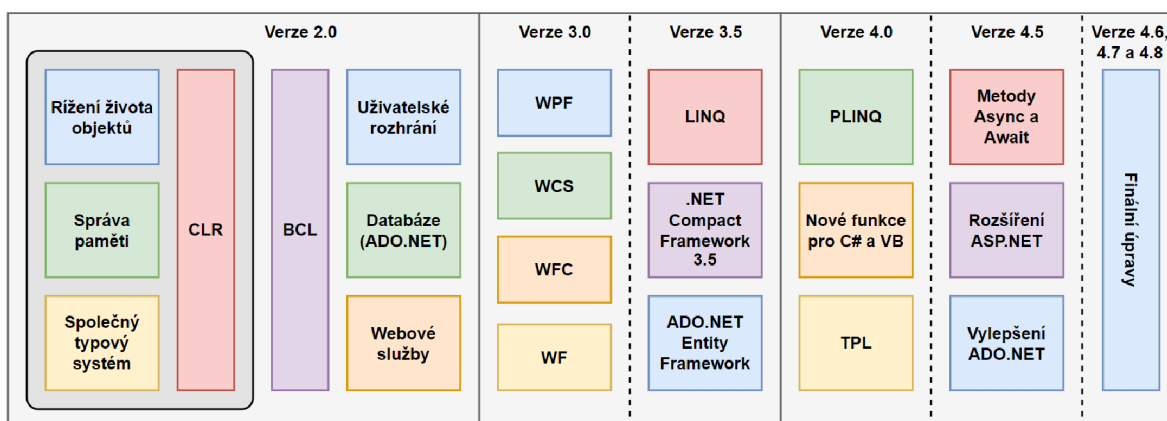 Verze 2.0
Verze 3.0
Verze 3.5
Verze 4.0
Verze 4.5
Verze 4.6,
4.7 a 4.8
Rížení života
objektů
Správa
paměti
Společný
typový
systém
CLR
BCL
Uživatelské
rozhrání
Databáze
(ADO.NET)
Webové
služby
WPF
WCS
WFC
WF
LINQ
.NET
Compact
Framework
3.5
ADO.NET
Entity
Framework
PLINQ
Nové funkce
pro C# a VB
TPL
Metody
Async a
Await
Rozšíření
ASP.NET
Vylepšení
ADO.NET
Finální úpravy